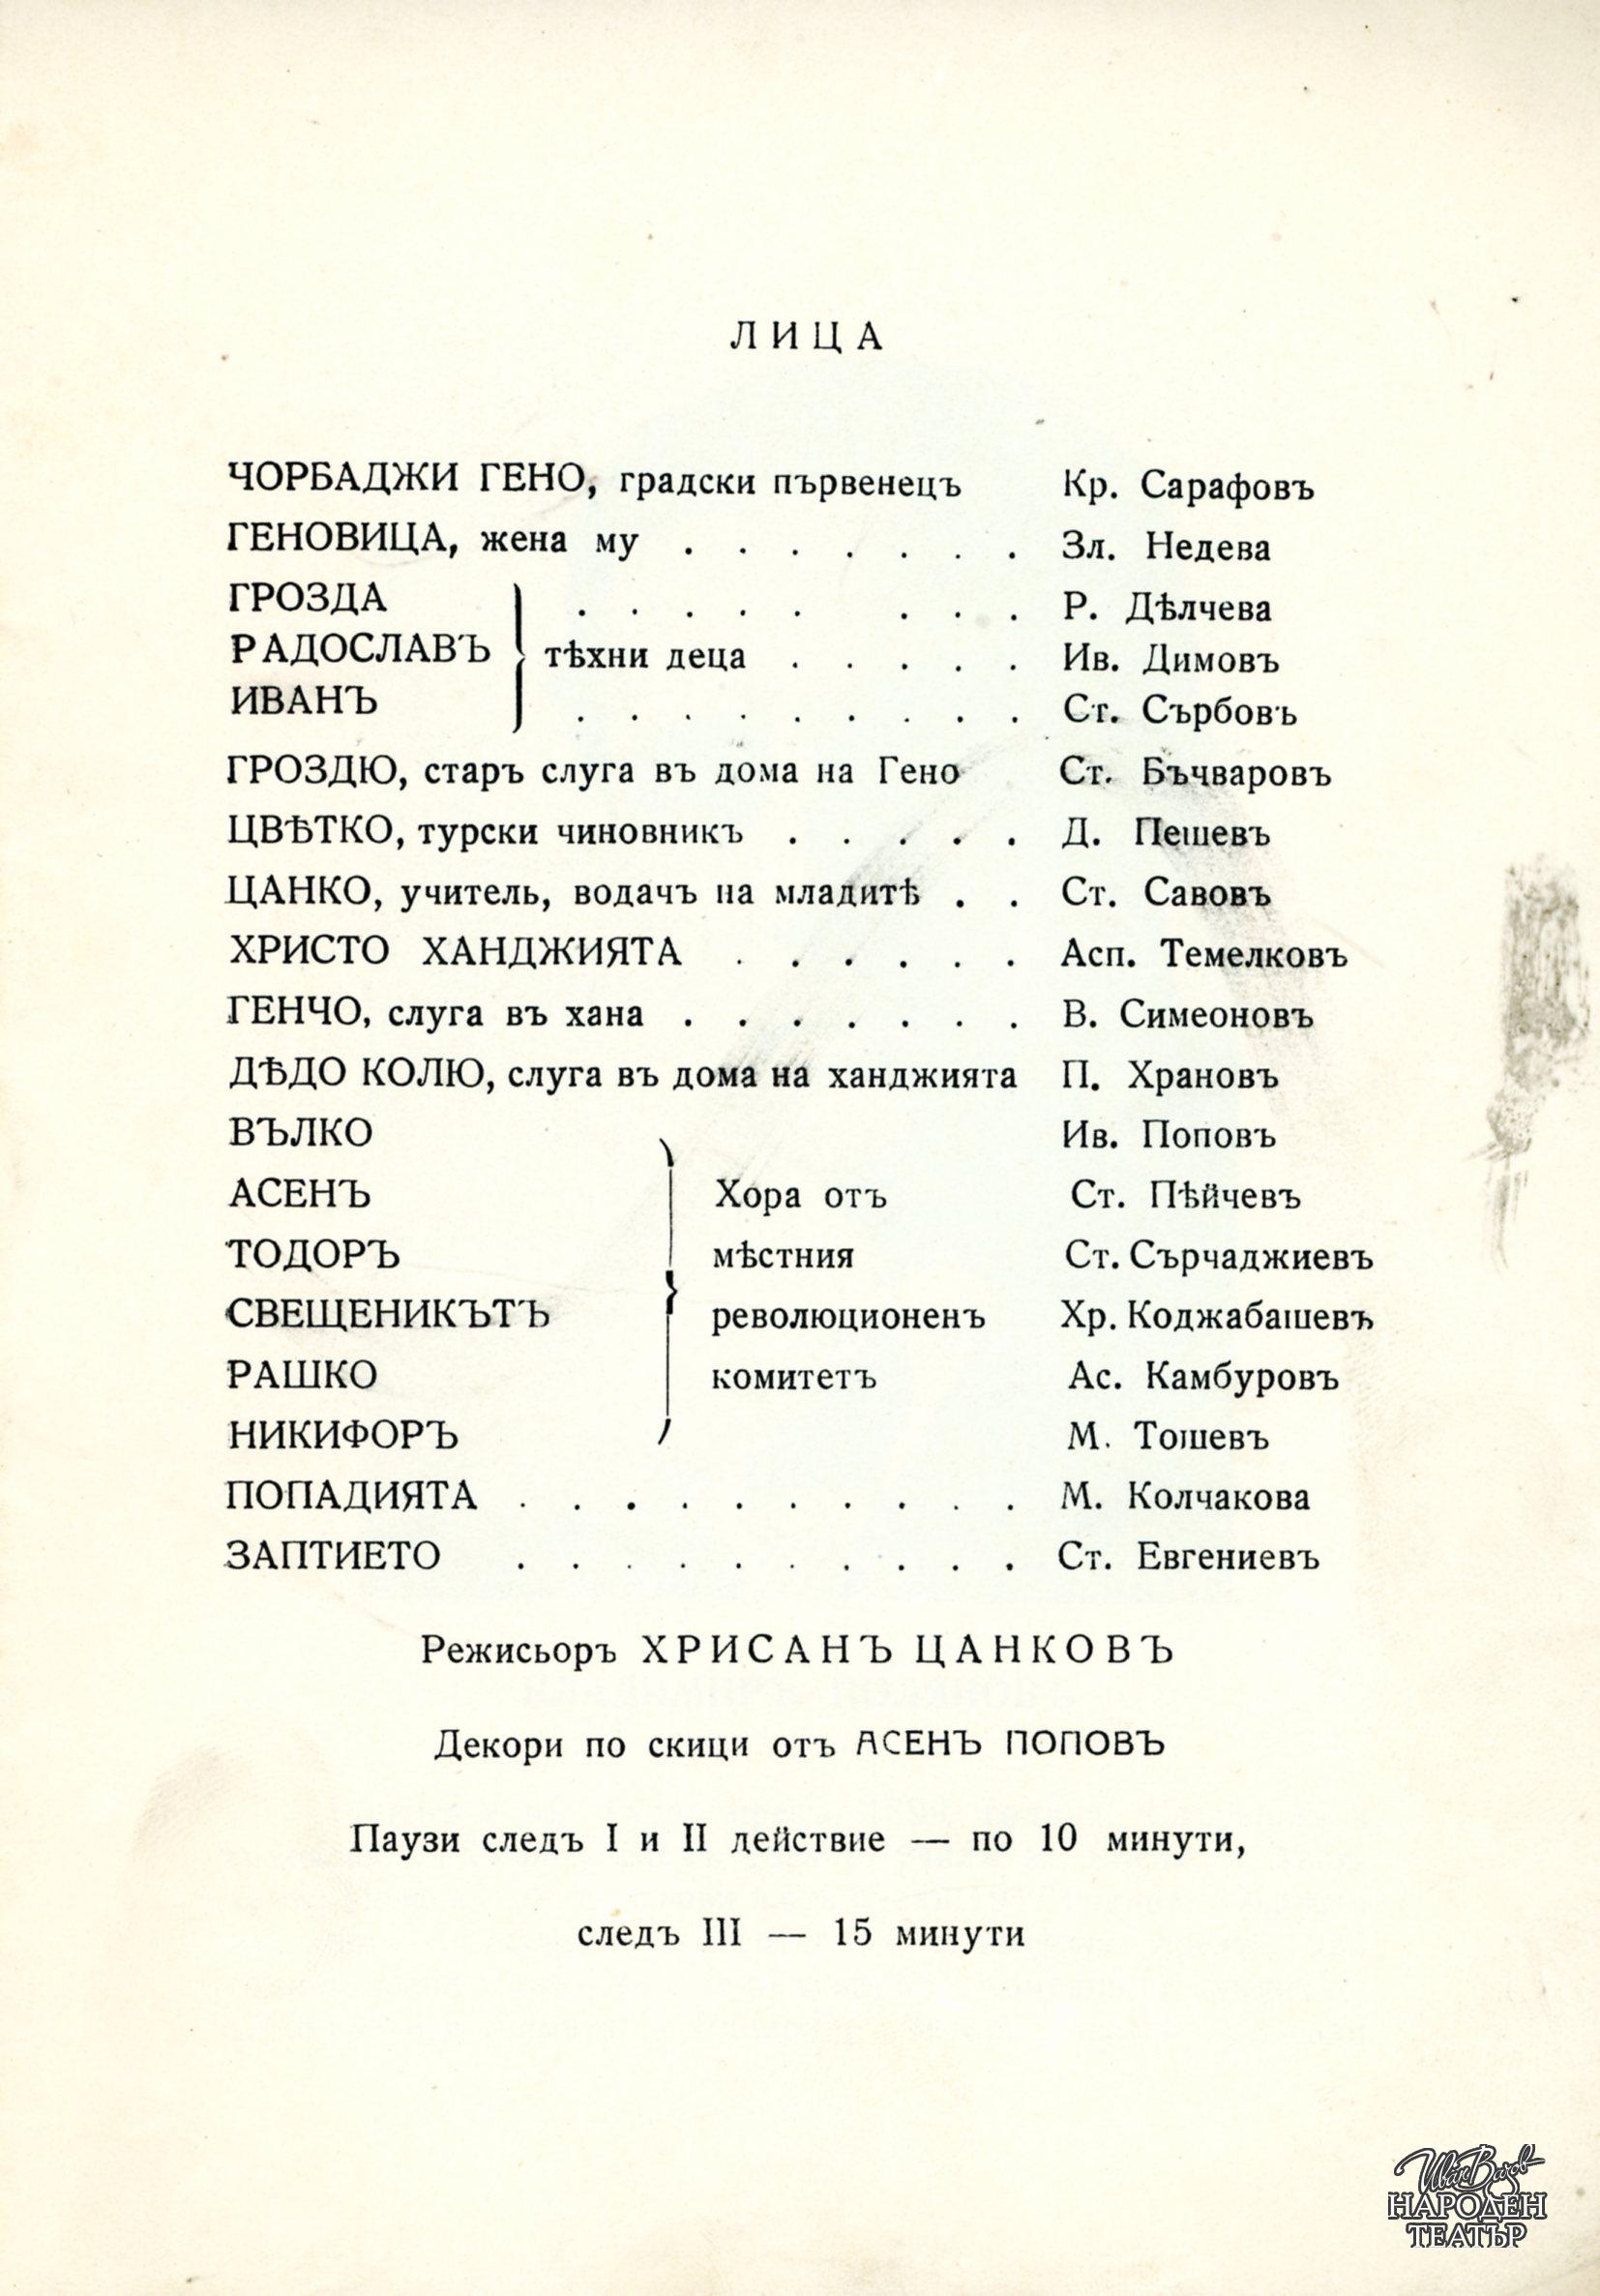 ЛИЦА
ЧОРБАДЖИ ГЕНО, градски първенецъ Кр. Сарафовъ
ГЕНОВИЦА, жена му . . . . . . . Зл. Недева
ГРОЗДА . . . . . . . . Р. Дѣлчева
РАДОСЛАВЪ тѣхни деца . . . . . Ив. Димовъ
ИВАНЪ . . . . . . . . . Ст. Сърбовъ
ГРОЗДЮ, старъ слуга въ дома на Гено Ст. Бъчваровъ
ЦВѢТКО, турски чиновникъ . . . . . Д. Пешевъ
ЦАНКО, учитель, водачъ на младитѣ . . Ст. Савовъ
ХРИСТО ХАНДЖИЯТА . . . . . . Асп. Темелковъ
ГЕНЧО, слуга въ хана . . . . . . . В. Симеоновъ
ДѢДО КОЛЮ, слуга въ дома на ханджията П. Храновъ
ВЪЛКО Ив. Поповъ
АСЕНЪ Хора отъ Ст. Пѣйчевъ
ТОДОРЪ мѣстния Ст. Сърчаджиевъ
СВЕЩЕНИКЪТЪ революционенъ Хр. Коджабашевъ
РАШКО комитетъ Ас. Камбуровъ
НИКИФОРЪ М. Тошевъ
ПОПАДИЯТА . . . . . . . . . . М. Колчакова
ЗАПТИЕТО . . . . . . . . . . Ст. Евгениевъ
Режисьоръ ХРИСАНЪ ЦАНКОВЪ
Декори по скици отъ АСЕНЪ ПОПОВЪ
Паузи следъ I и II действие — по 10 минути,
следъ III — 15 минути
Иван Вазов
НАРОДЕН
ТЕАТЪР